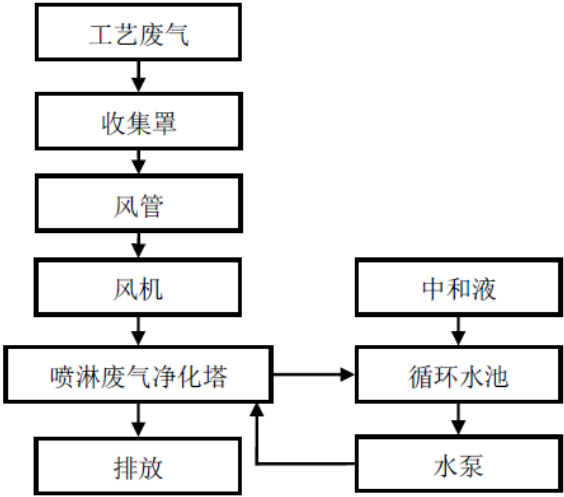 工艺废气
收集罩
风管
风机
中和液
喷淋废气净化塔
循环水池
排放
水泵